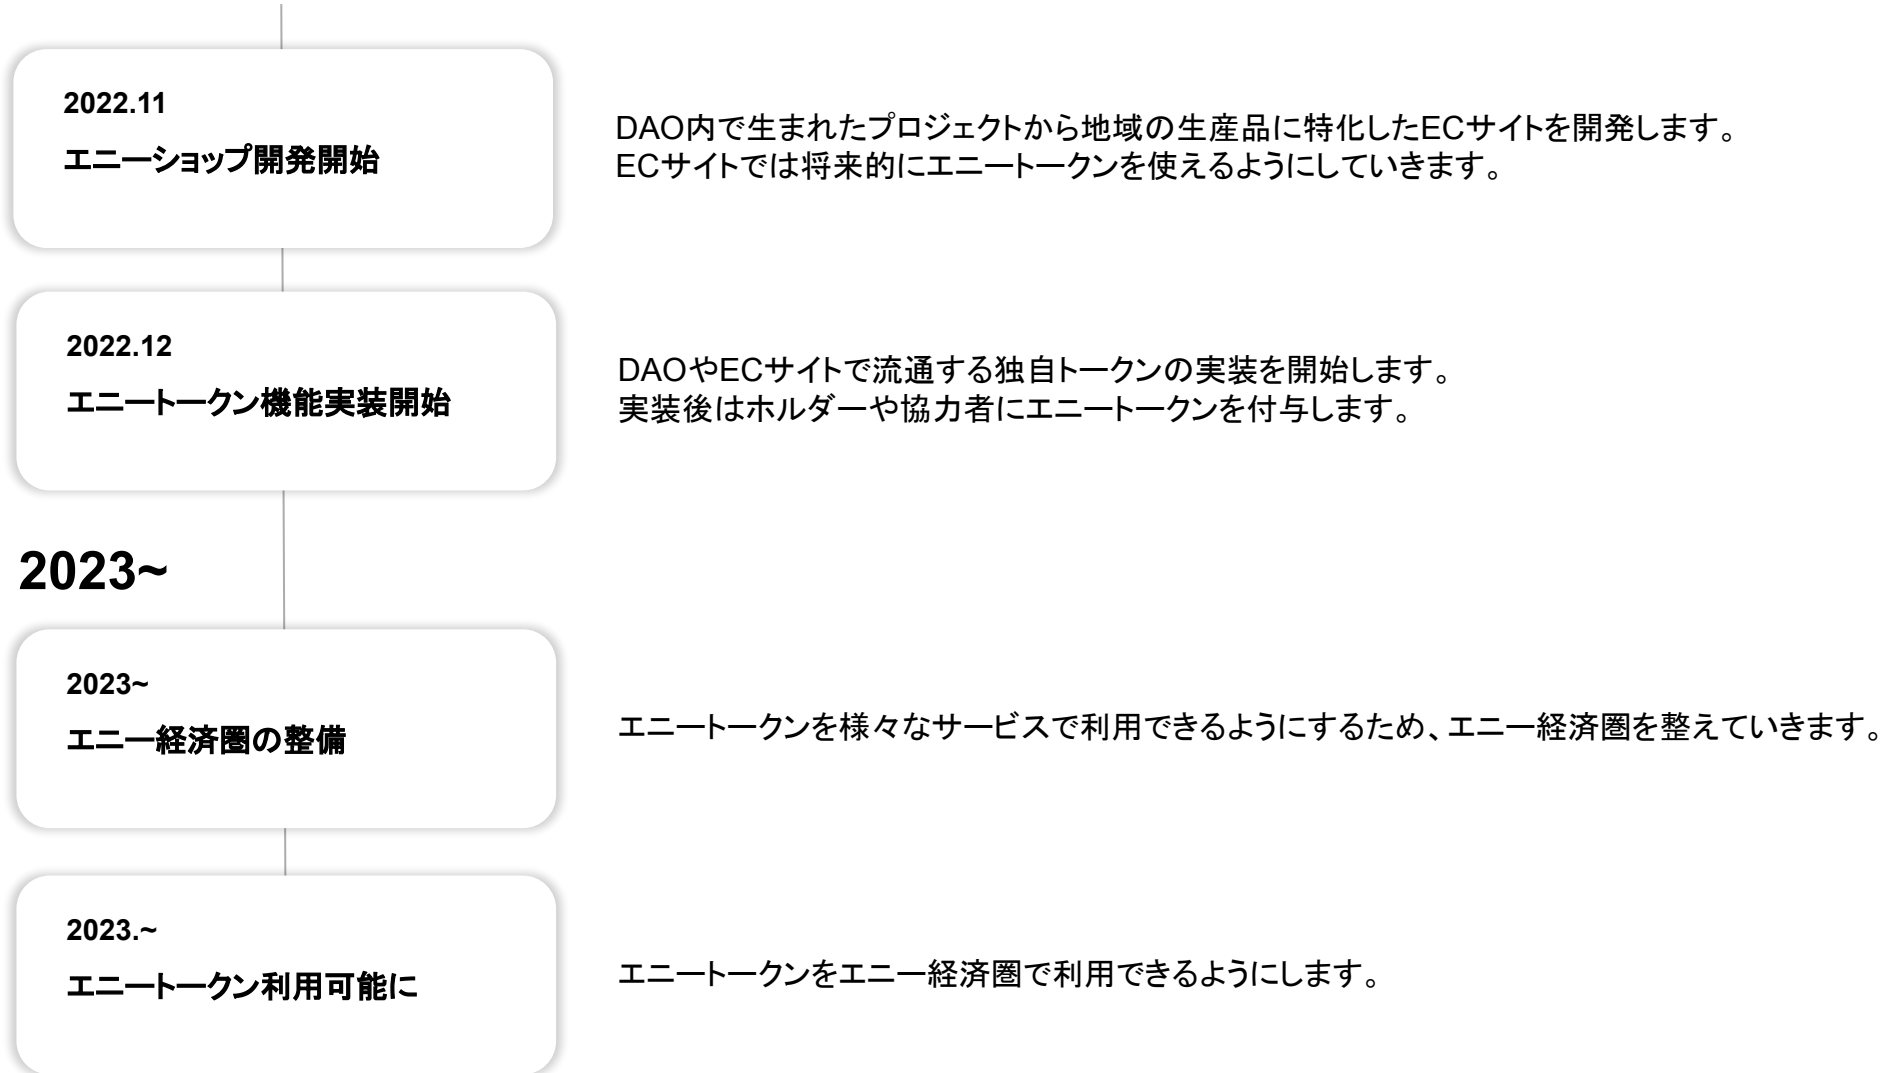 2022.11
エニーショップ開発開始
DAO内で生まれたプロジェクトから地域の生産品に特化したECサイトを開発します。
ECサイトでは将来的にエニートークンを使えるようにしていきます。
2022.12
エニートークン機能実装開始
DAOやECサイトで流通する独自トークンの実装を開始します。
実装後はホルダーや協力者にエニートークンを付与します。
2023~
2023~
エニー経済圏の整備
エニートークンを様々なサービスで利用できるようにするため、エニー経済圏を整えていきます。
2023.~
エニートークン利用可能に
エニートークンをエニー経済圏で利用できるようにします。